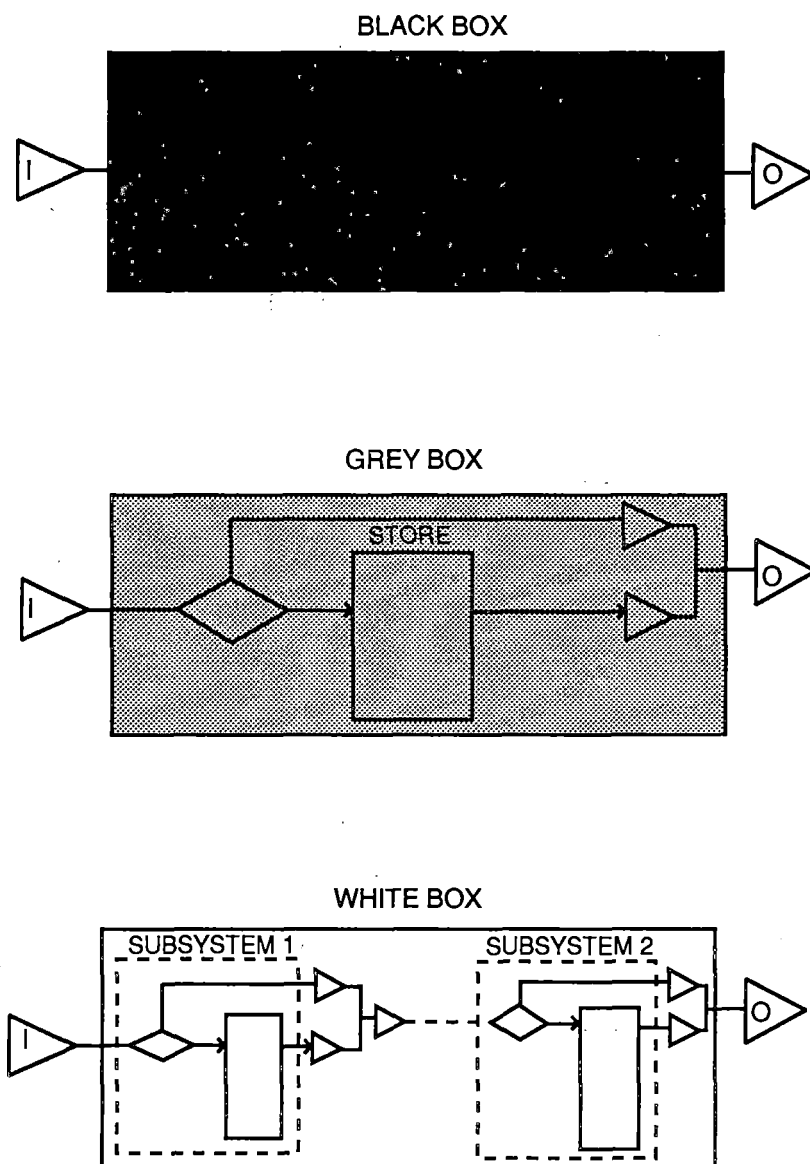 BLACK BOX
I
O
GREY BOX
STORE
I
O
WHITE BOX
SUBSYSTEM 1
SUBSYSTEM 2
I
O